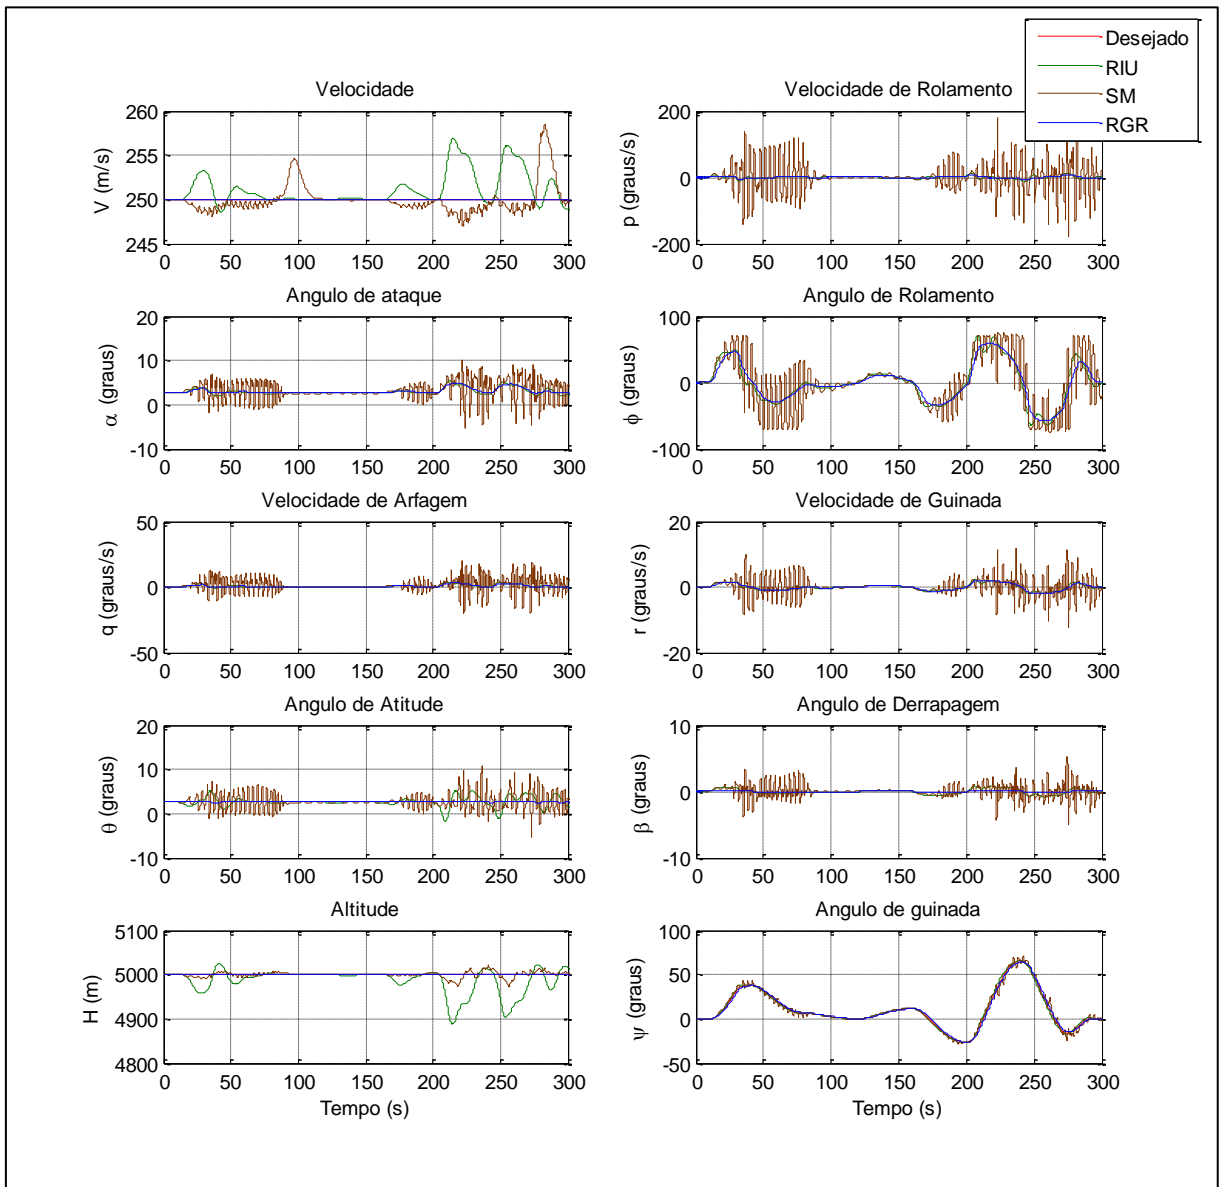 Desejado
RIU
SM
RGR
Velocidade
260
255
250
245
V (m/s)
0 50 100 150 200 250 300
Velocidade de Rolamento
200
0
-200
p (graus/s)
0 50 100 150 200 250 300
Angulo de ataque
20
10
0
-10
α (graus)
0 50 100 150 200 250 300
Angulo de Rolamento
100
0
-100
ϕ (graus)
0 50 100 150 200 250 300
Velocidade de Arfagem
50
0
-50
q (graus/s)
0 50 100 150 200 250 300
Velocidade de Guinada
20
0
-20
r (graus/s)
0 50 100 150 200 250 300
Angulo de Atitude
20
10
0
-10
θ (graus)
0 50 100 150 200 250 300
Angulo de Derrapagem
10
0
-10
β (graus)
0 50 100 150 200 250 300
Altitude
5100
5000
4900
4800
H (m)
0 50 100 150 200 250 300
Tempo (s)
Angulo de guinada
100
50
0
-50
ψ (graus)
0 50 100 150 200 250 300
Tempo (s)